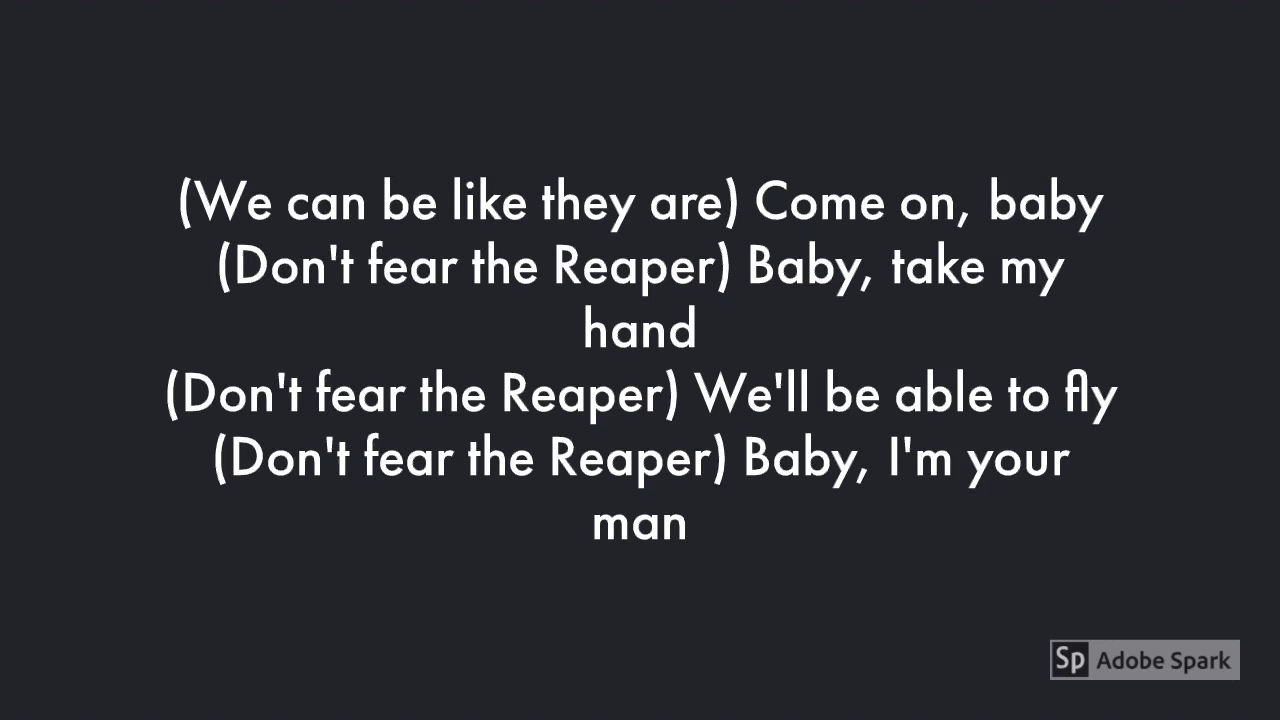 (We can be like they are) Come on, baby
(Don't fear the Reaper) Baby, take my
hand
(Don't fear the Reaper) We'll be able to fly
(Don't fear the Reaper) Baby, I'm your
man
Sp Adobe Spark